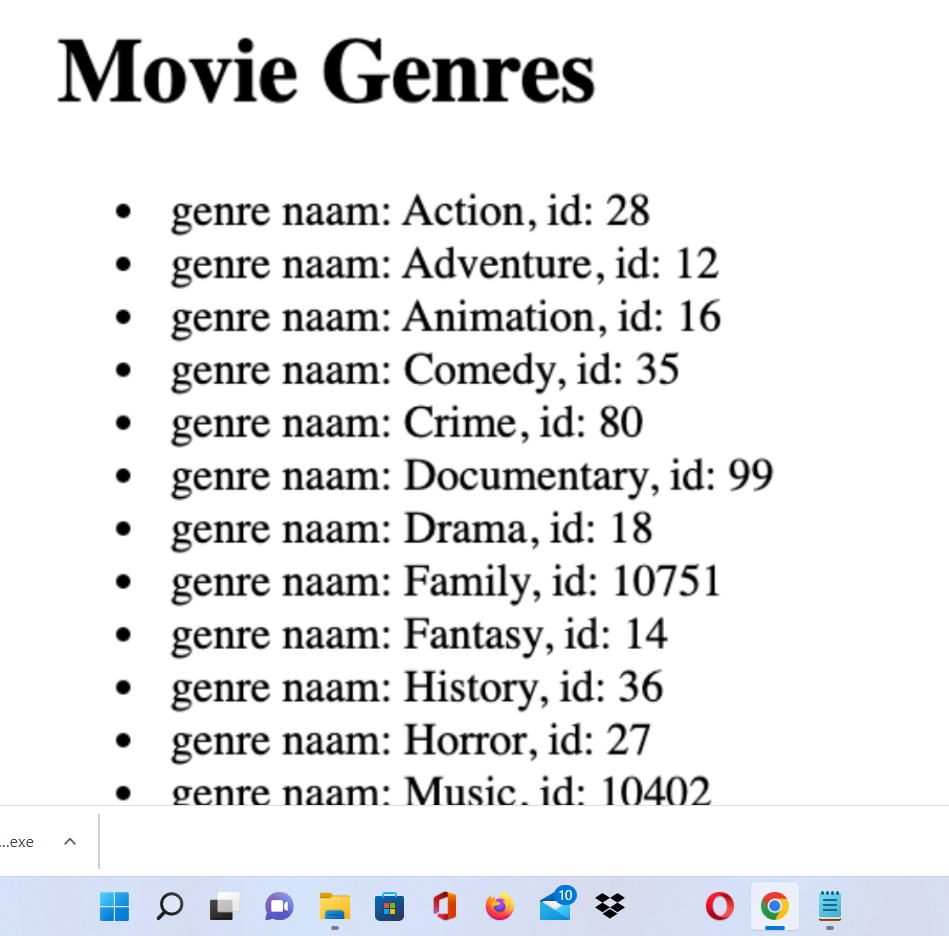 Movie Genres
genre naam: Action, id: 28
genre naam: Adventure, id: 12
genre naam: Animation, id: 16
genre naam: Comedy, id: 35
genre naam: Crime, id: 80
genre naam: Documentary, id: 99
genre naam: Drama, id: 18
genre naam: Family, id: 10751
genre naam: Fantasy, id: 14
genre naam: History, id: 36
genre naam: Horror, id: 27
genre naam: Music, id: 10402
...exe
10